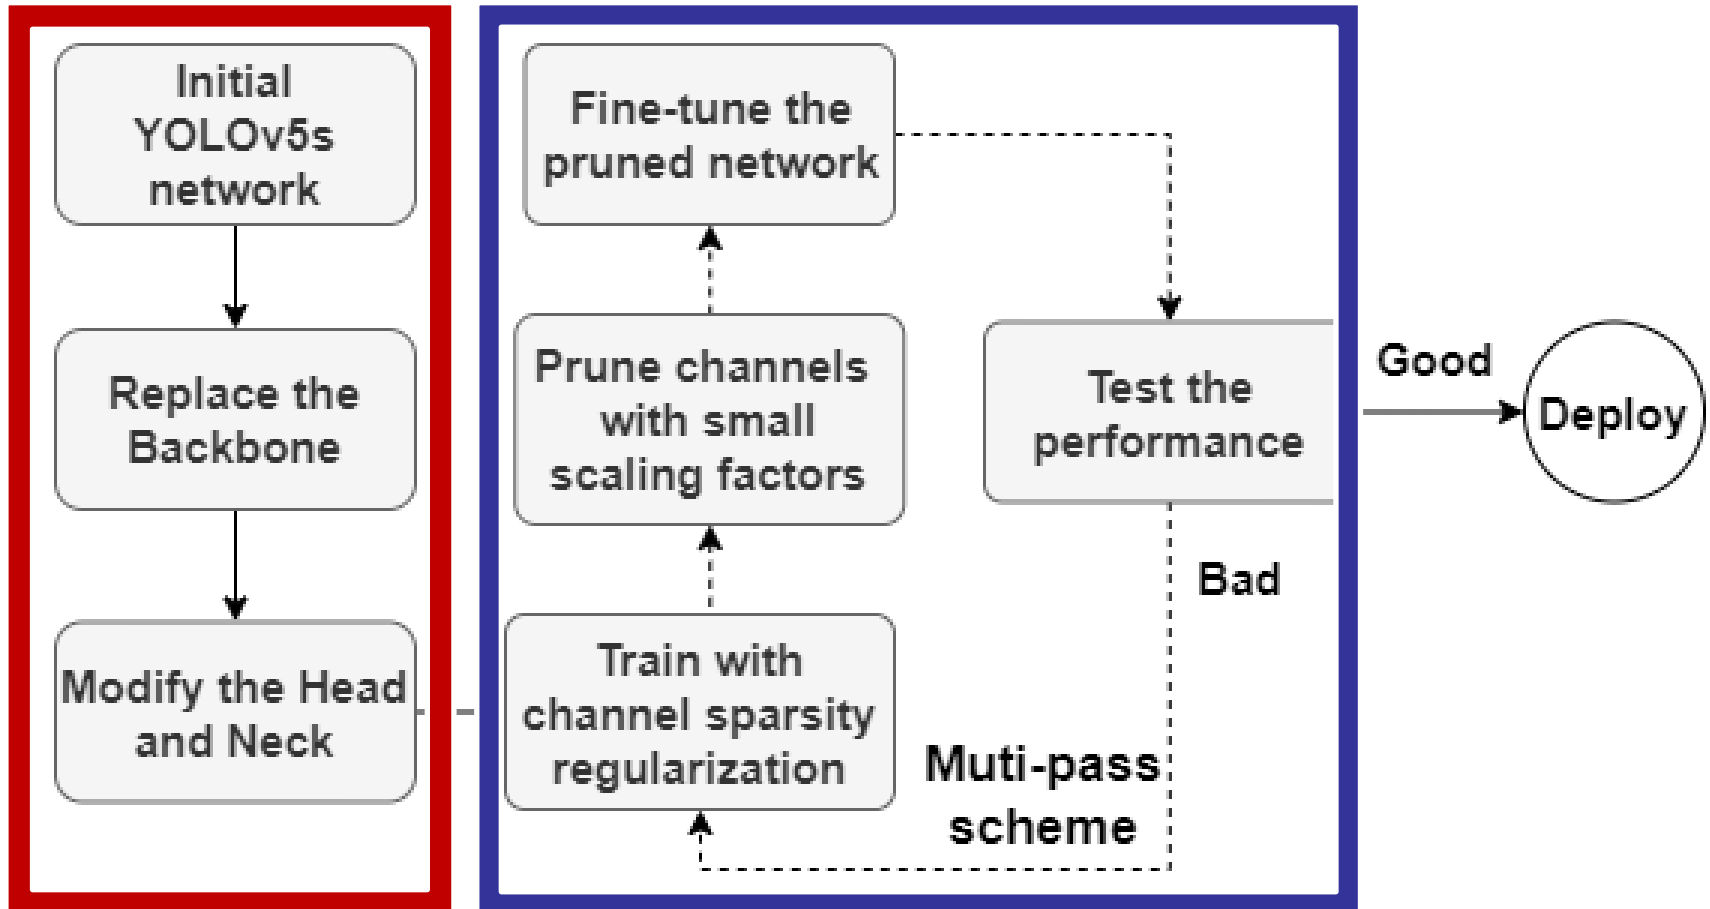 Initial
YOLOv5s
network
Replace the
Backbone
Modify the Head
and Neck
Fine-tune the
pruned network
Prune channels
with small
scaling factors
Train with
channel sparsity
regularization
Test the
performance
Bad
Muti-pass
scheme
Good
Deploy